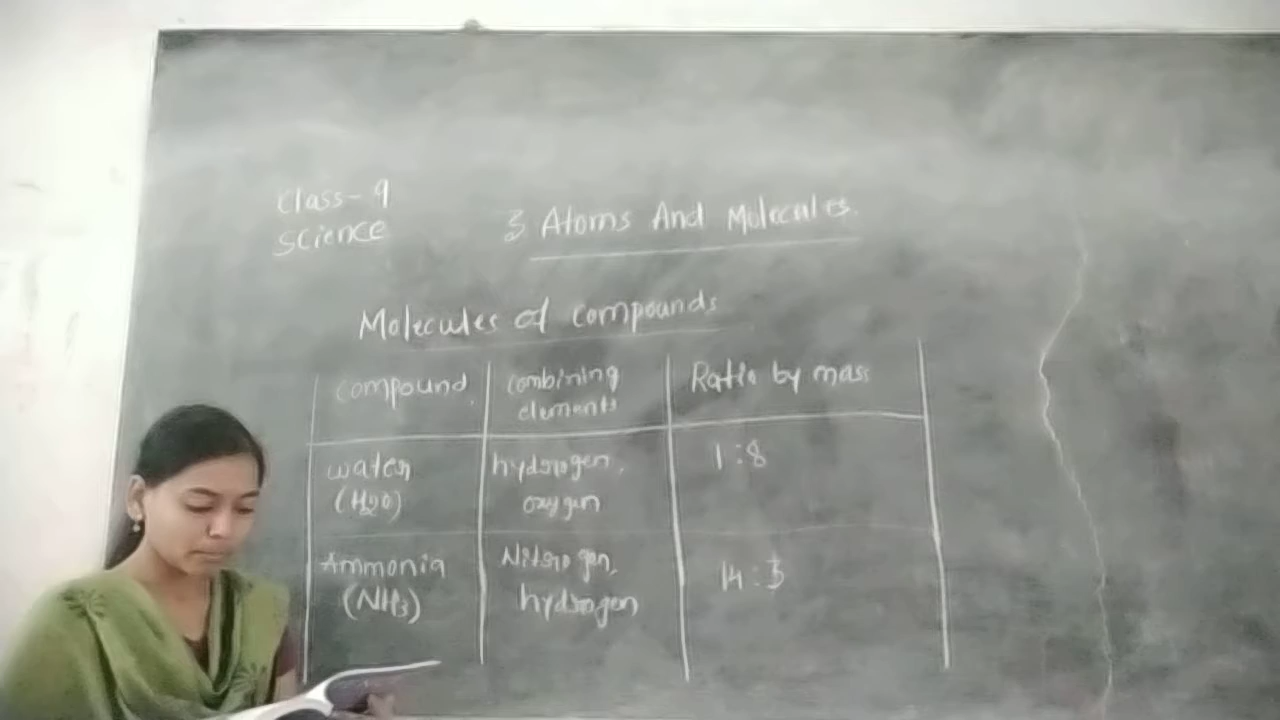 Class-9
Science
3 Atoms And Molecules.
Molecules of compounds
compound, combining elements Ratio by mass
water (H2O) hydrogen, oxygen 1:8
Ammonia (NH3) Nitrogen, hydrogen 14:3